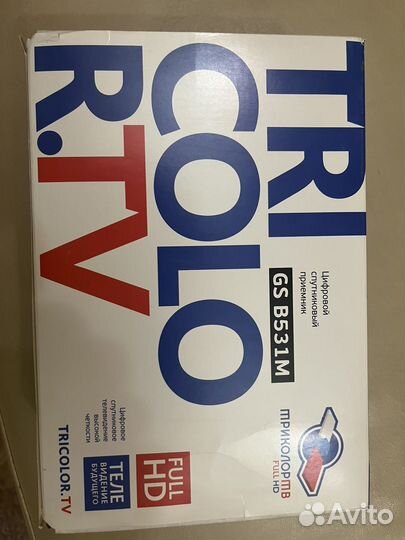 TRI
COLO
R.TV
Цифровой
спутниковый
приемник
GS B531M
ТРИКОЛОР ТВ
FULL HD
FULL
HD
Цифровое
спутниковое
телевидение
высокой
четкости
ТЕЛЕ
ВИДЕНИЕ
БУДУЩЕГО
TRICOLOR.TV
Avito